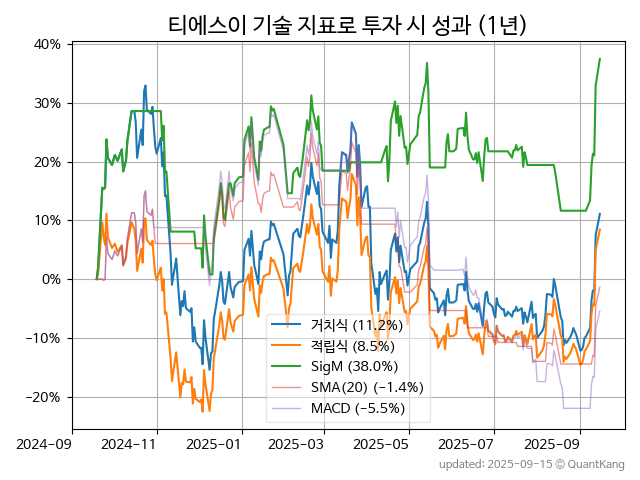 티에스이 기술 지표로 투자 시 성과 (1년)
40%
30%
20%
10%
0%
−10%
−20%
거치식 (11.2%)
적립식 (8.5%)
SigM (38.0%)
SMA(20) (−1.4%)
MACD (−5.5%)
2024-09 2024-11 2025-01 2025-03 2025-05 2025-07 2025-09
updated: 2025-09-15 ⓒ QuantKang